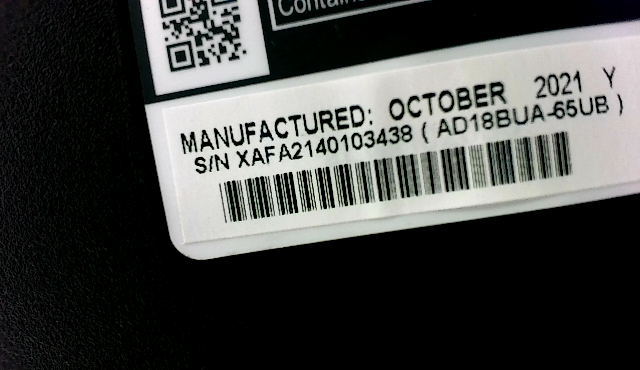 MANUFACTURED: OCTOBER 2021 Y
S/N XAFA2140103438 ( AD18BUA-65UB )